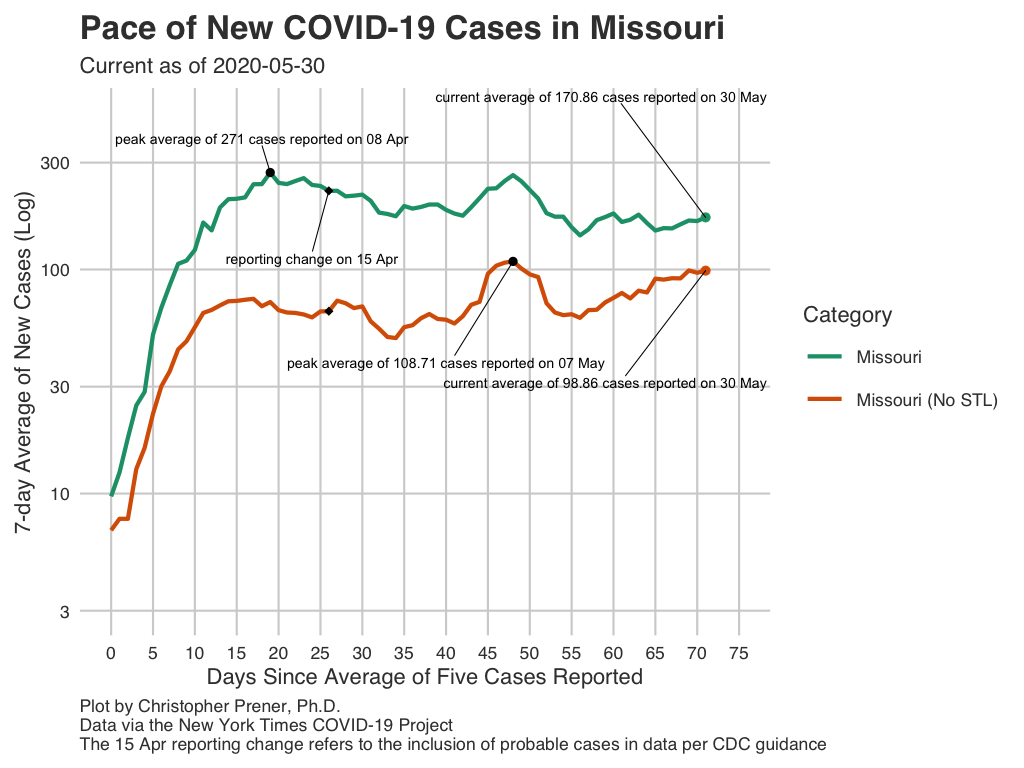 Pace of New COVID-19 Cases in Missouri
Current as of 2020-05-30
current average of 170.86 cases reported on 30 May
peak average of 271 cases reported on 08 Apr
reporting change on 15 Apr
peak average of 108.71 cases reported on 07 May
current average of 98.86 cases reported on 30 May
7-day Average of New Cases (Log)
300
100
30
10
3
0 5 10 15 20 25 30 35 40 45 50 55 60 65 70 75
Days Since Average of Five Cases Reported
Category
Missouri
Missouri (No STL)
Plot by Christopher Prener, Ph.D.
Data via the New York Times COVID-19 Project
The 15 Apr reporting change refers to the inclusion of probable cases in data per CDC guidance